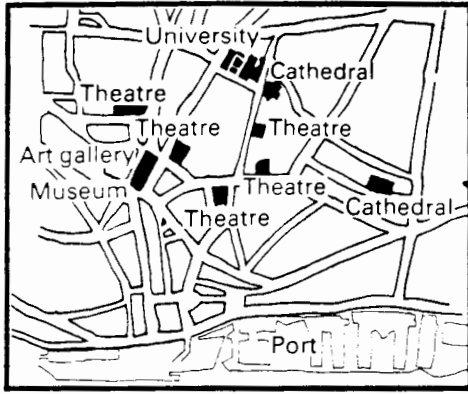 University
Cathedral
Theatre
Theatre
Theatre
Art gallery
Museum
Theatre
Theatre
Cathedral
Port